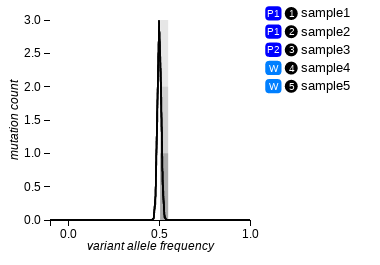 3.0
2.5
2.0
1.5
1.0
0.5
0.0
mutation count
0.0 0.5 1.0
variant allele frequency
P1 1 sample1
P1 2 sample2
P2 3 sample3
W 4 sample4
W 5 sample5